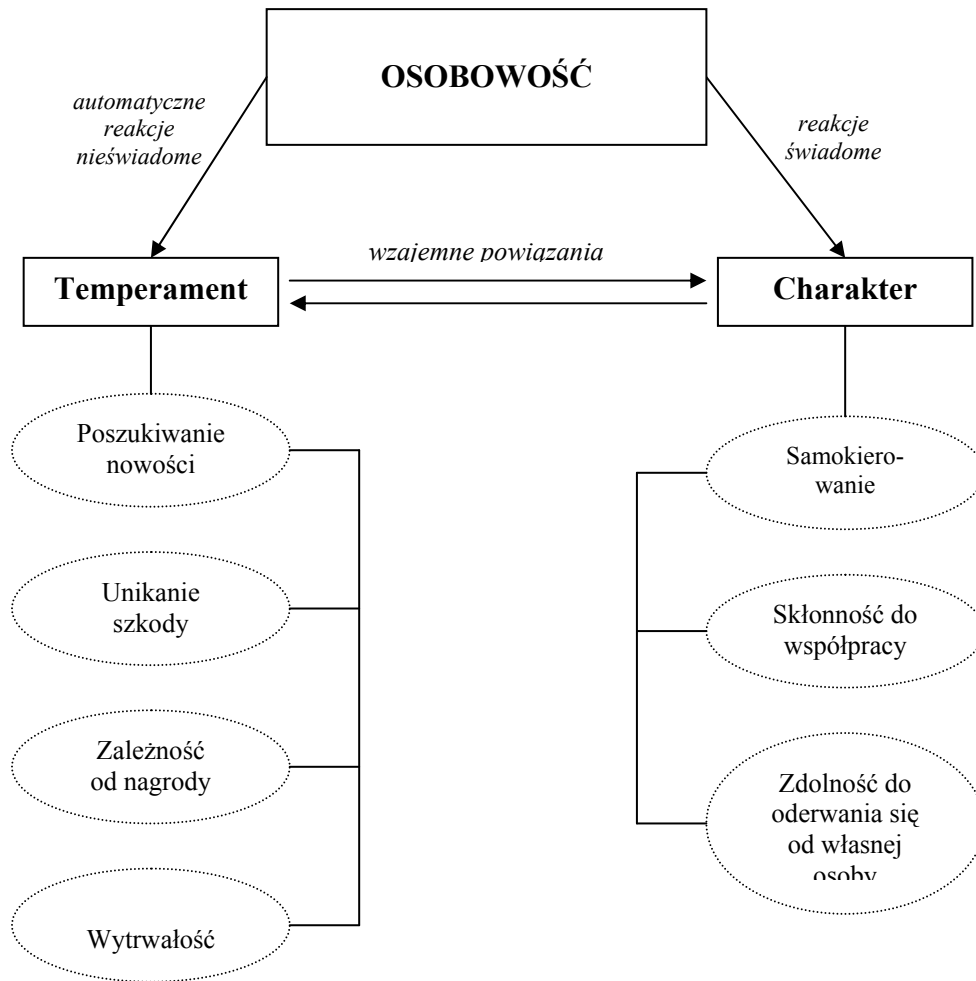 OSOBOWOŚĆ
automatyczne
reakcje
nieświadome
reakcje
świadome
wzajemne powiązania
Temperament
Charakter
Poszukiwanie
nowości
Unikanie
szkody
Zależność
od nagrody
Wytrwałość
Samokiero-
wanie
Skłonność do
współpracy
Zdolność do
oderwania się
od własnej
osoby